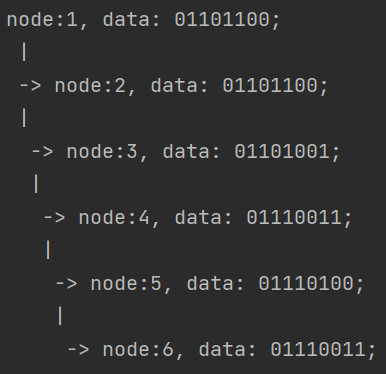 node:1, data: 01101100;
|
-> node:2, data: 01101100;
|
-> node:3, data: 01101001;
|
-> node:4, data: 01110011;
|
-> node:5, data: 01110100;
|
-> node:6, data: 01110011;